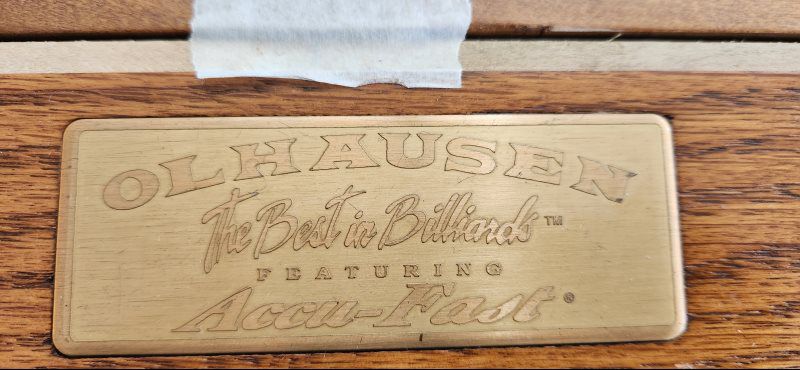 OLHAUSEN
The Best in Billiards™
FEATURING
Accu-Fast®